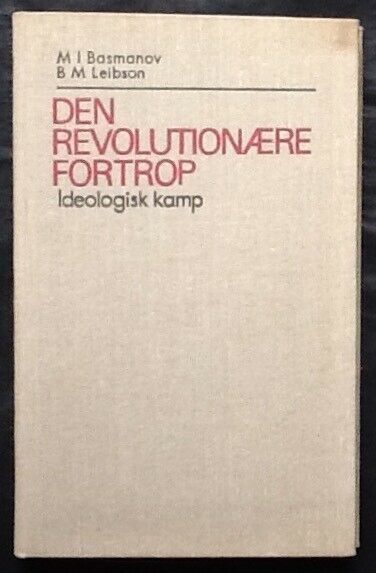 M I Basmanov
B M Leibson
DEN
REVOLUTIONÆRE
FORTROP
Ideologisk kamp